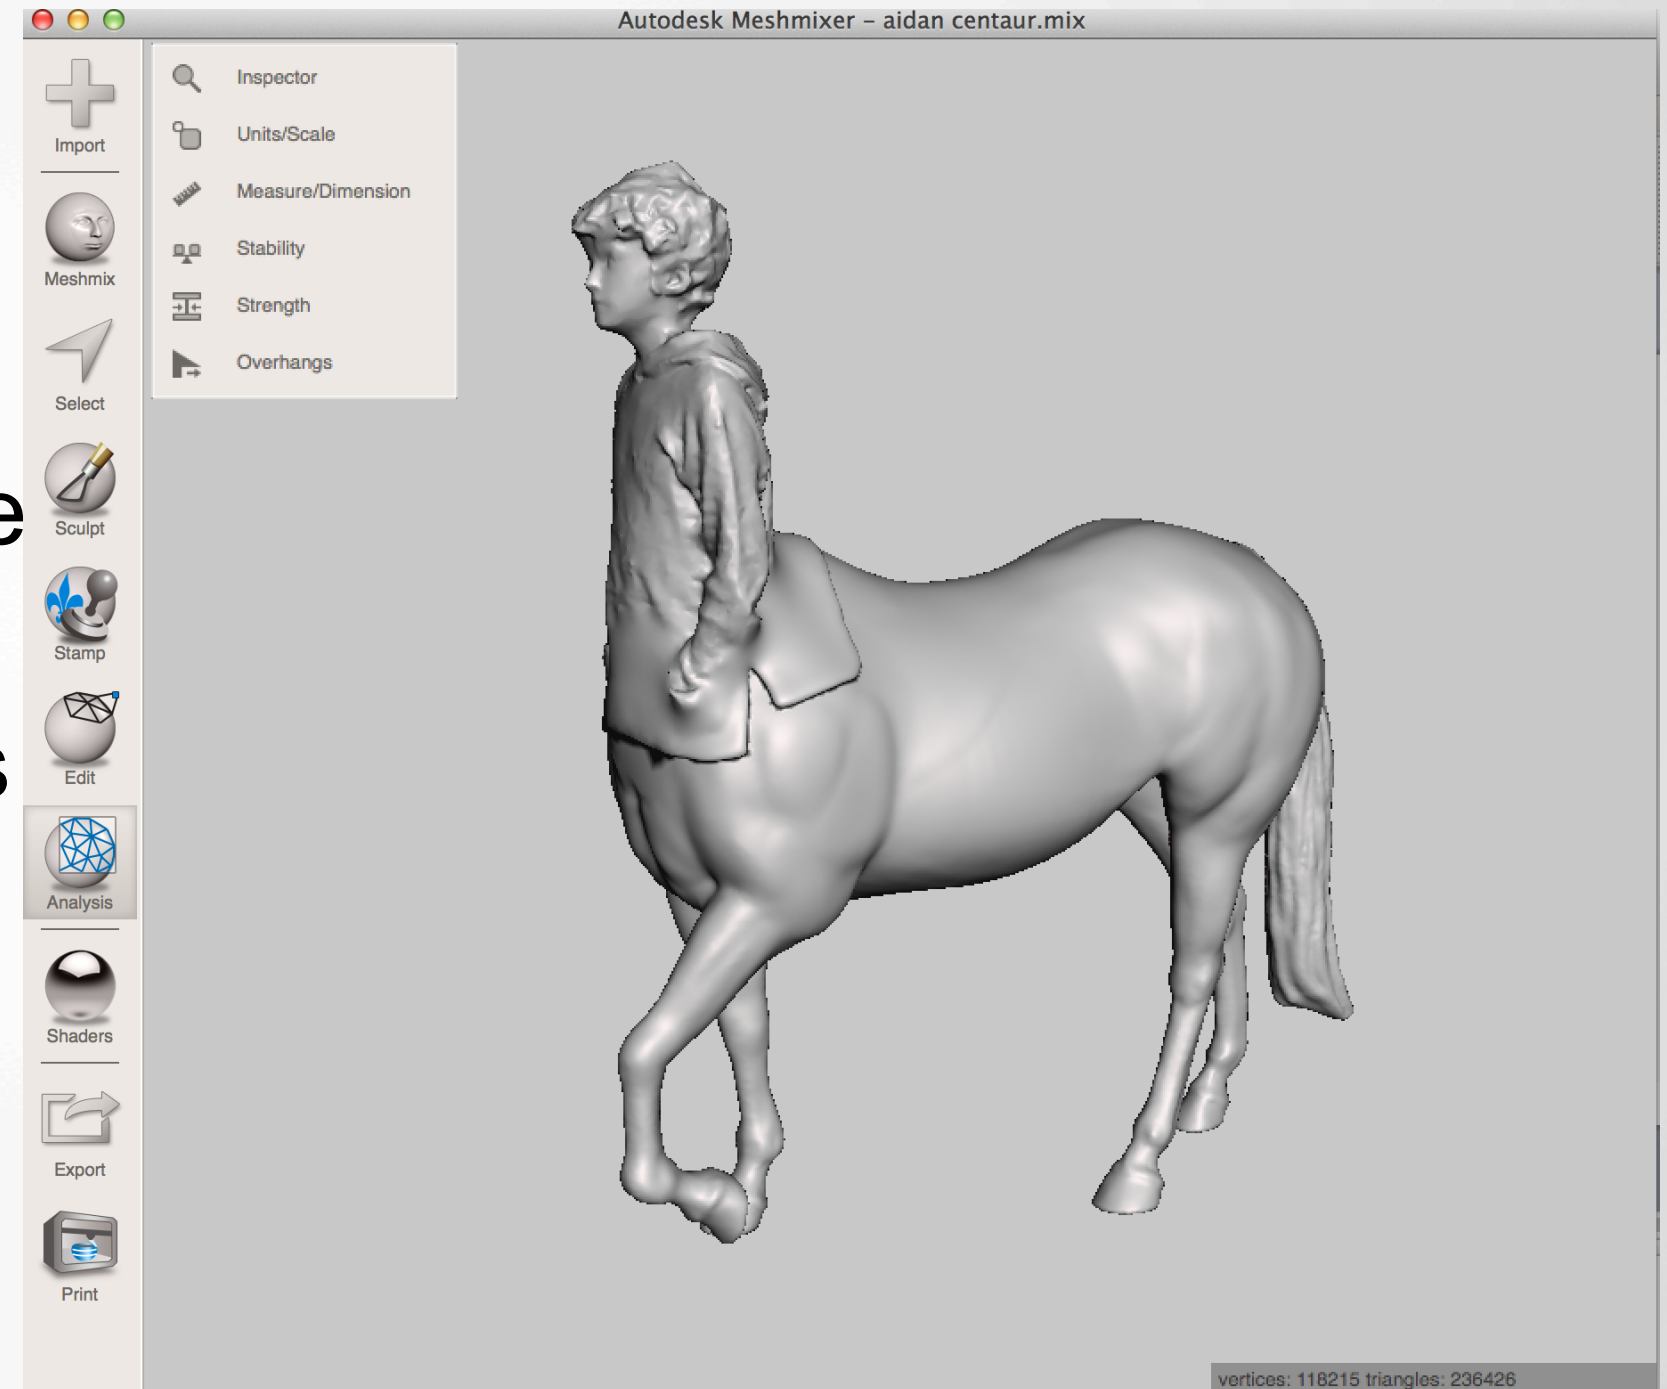 Autodesk Meshmixer – aidan centaur.mix
Import
Meshmix
Select
Sculpt
Stamp
Edit
Analysis
Shaders
Export
Print
Inspector
Units/Scale
Measure/Dimension
Stability
Strength
Overhangs
e
s
vertices: 118215 triangles: 236426